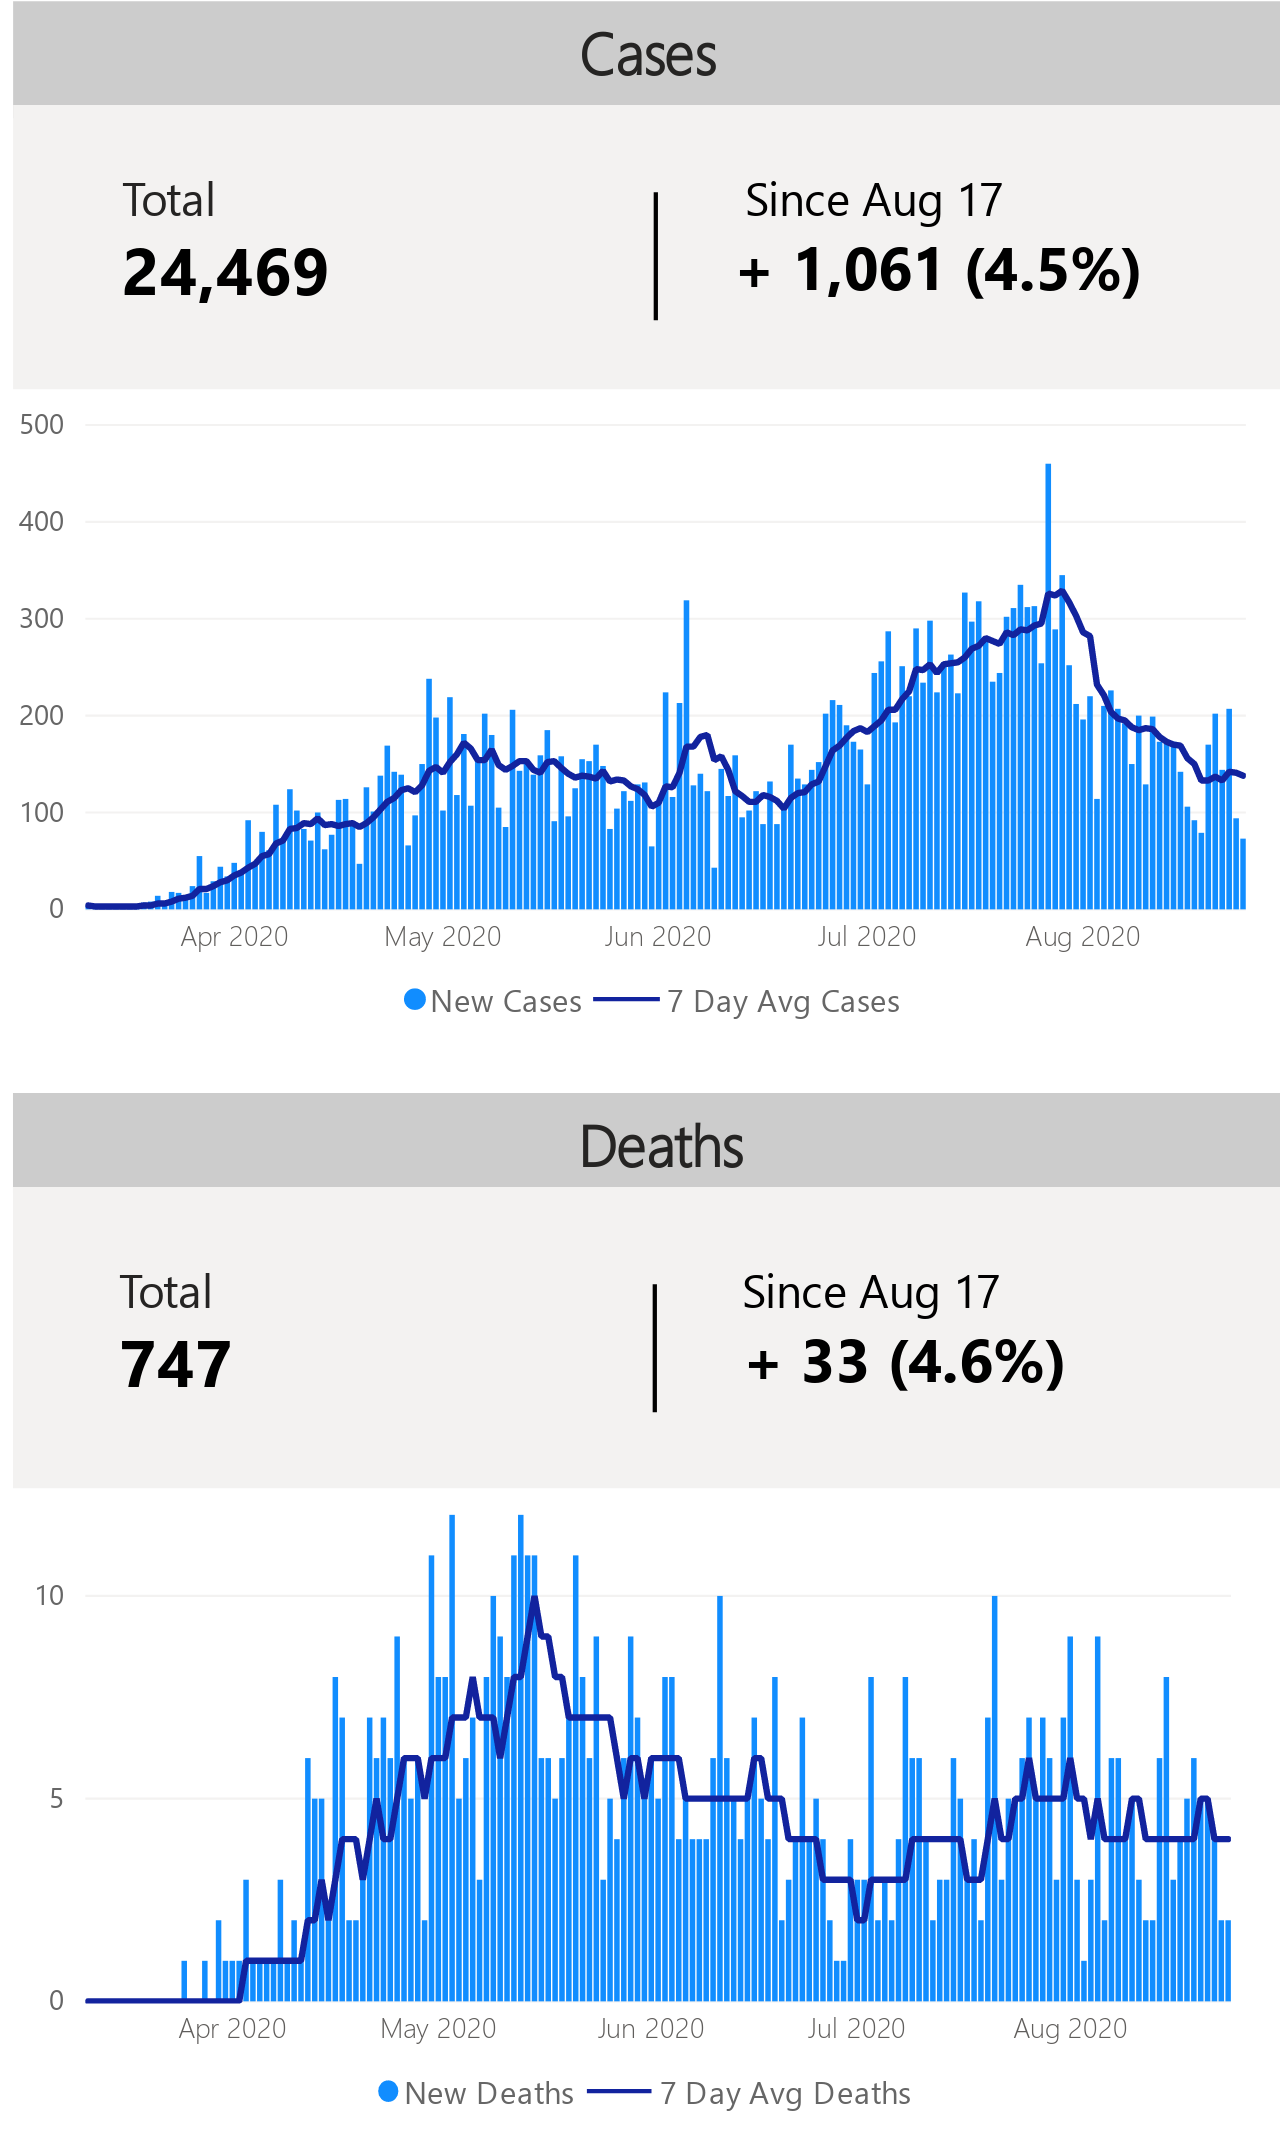 Cases
Total
Since Aug 17
24,469
+ 1,061 (4.5%)
500
400
300
200
100
0
Apr 2020
May 2020
Jun 2020
Jul 2020
Aug 2020
New Cases
7 Day Avg Cases
Deaths
Total
Since Aug 17
747
+ 33 (4.6%)
10
5
0
Apr 2020
May 2020
Jun 2020
Jul 2020
Aug 2020
New Deaths
7 Day Avg Deaths